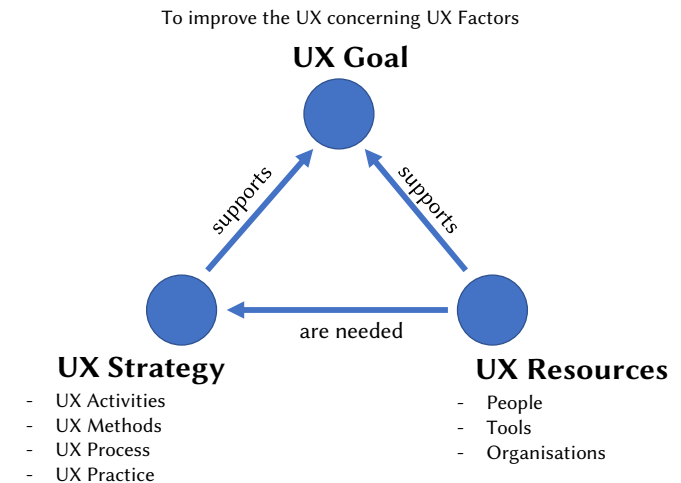 To improve the UX concerning UX Factors
UX Goal
supports
supports
are needed
UX Strategy
- UX Activities
- UX Methods
- UX Process
- UX Practice
UX Resources
- People
- Tools
- Organisations